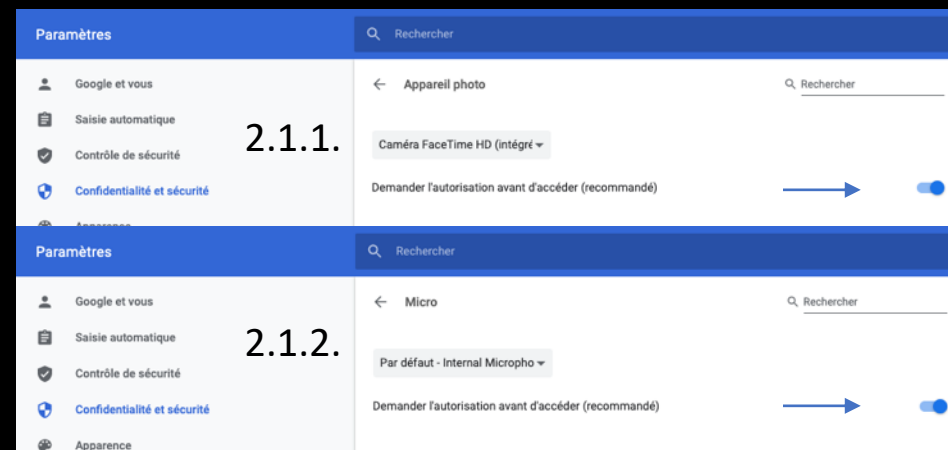 Paramètres
Rechercher
Google et vous
Appareil photo
Rechercher
Saisie automatique
2.1.1.
Contrôle de sécurité
Caméra FaceTime HD (intégré
Confidentialité et sécurité
Demander l'autorisation avant d'accéder (recommandé)
Apparence
Paramètres
Rechercher
Google et vous
Micro
Rechercher
Saisie automatique
2.1.2.
Contrôle de sécurité
Par défaut - Internal Micropho
Confidentialité et sécurité
Demander l'autorisation avant d'accéder (recommandé)
Apparence